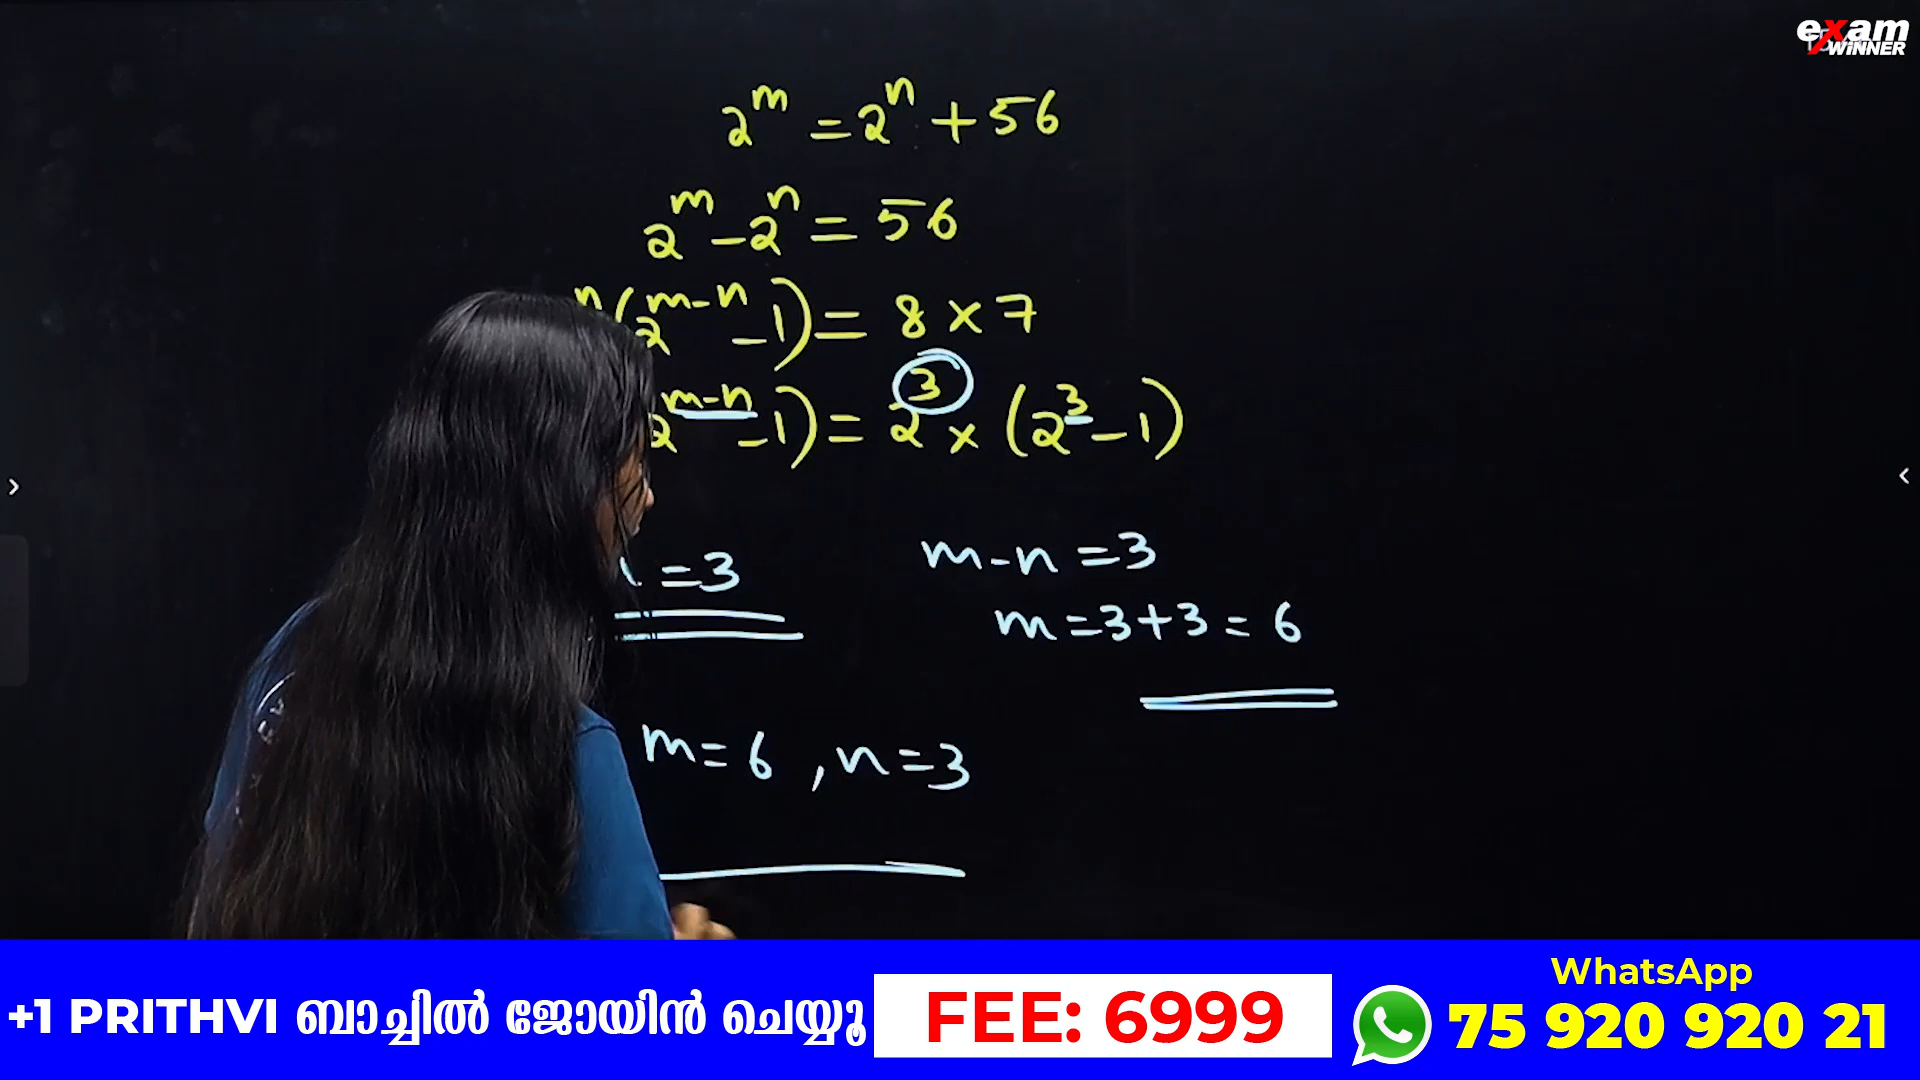 exam
WINNER
2^m = 2^n + 56
2^m - 2^n = 56
n(2^{m-n} - 1) = 8 × 7
2^{m-n} - 1) = 2^3 × (2^3 - 1)
= 3
m - n = 3
m = 3 + 3 = 6
m = 6 , n = 3
+1 PRITHVI ബാച്ചിൽ ജോയിൻ ചെയ്യൂ
FEE: 6999
WhatsApp
75 920 920 21